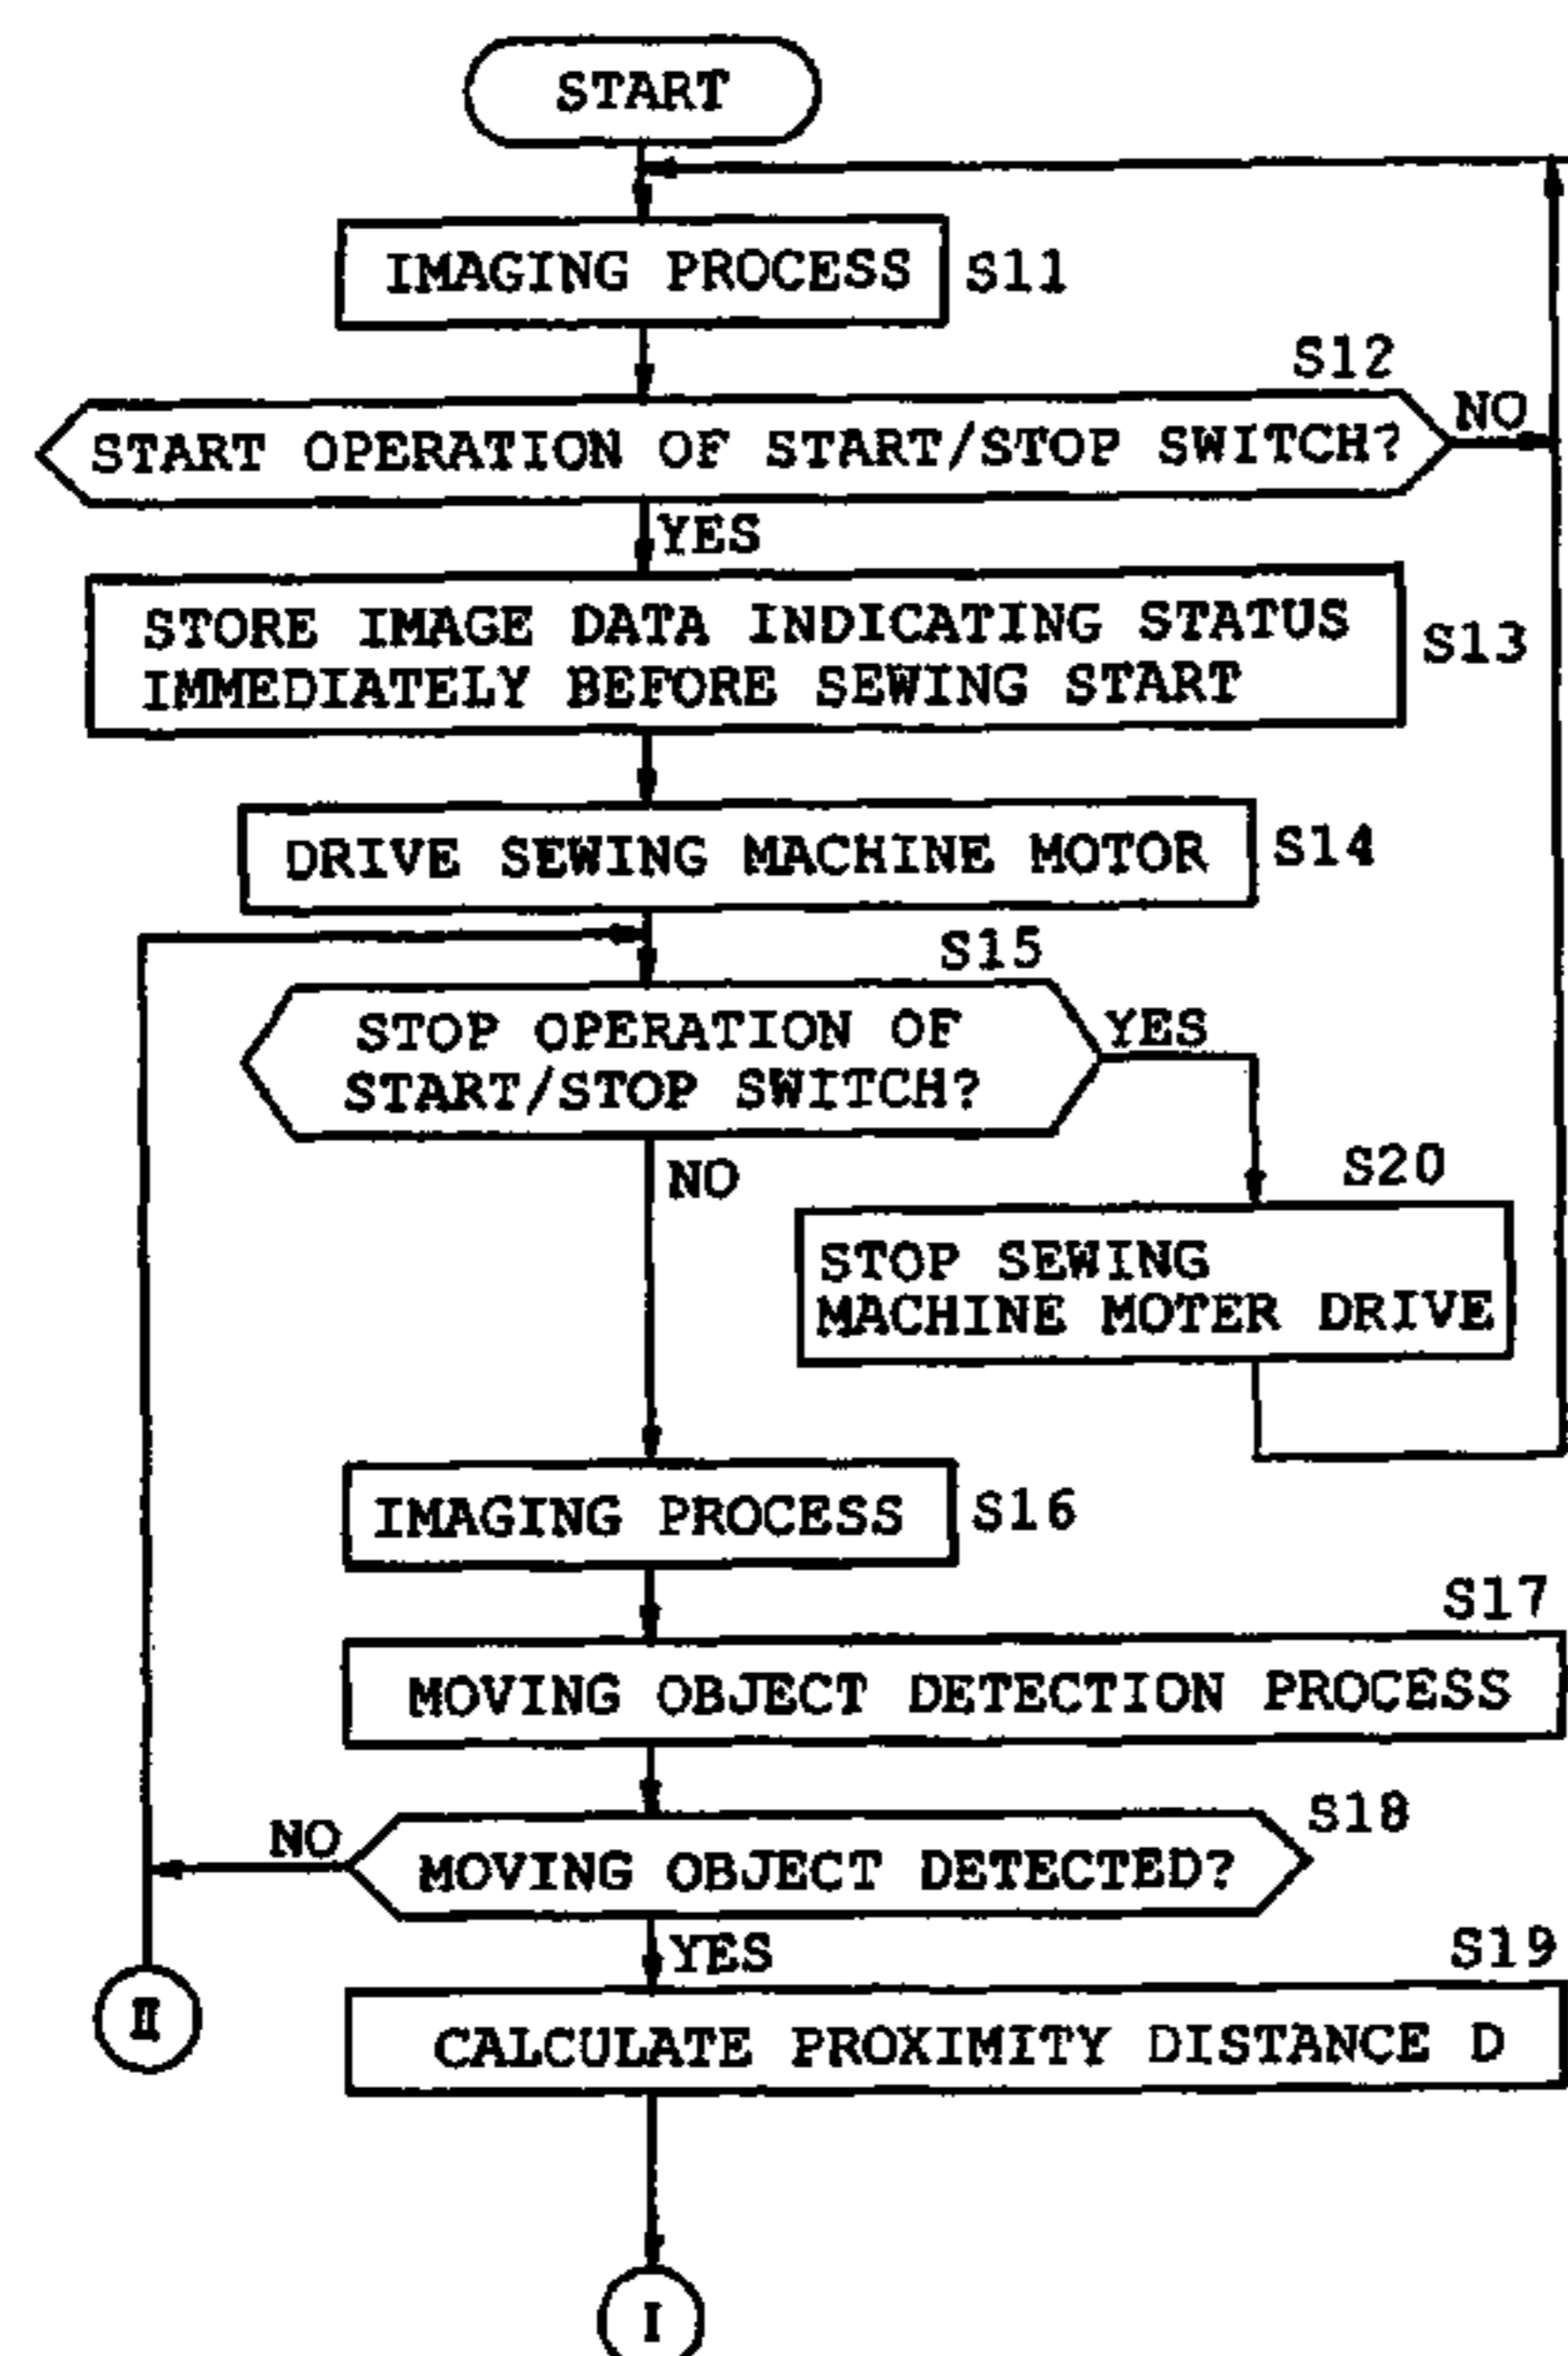 START
IMAGING PROCESS
S11
S12
START OPERATION OF START/STOP SWITCH?
NO
YES
STORE IMAGE DATA INDICATING STATUS
IMMEDIATELY BEFORE SEWING START
S13
DRIVE SEWING MACHINE MOTOR
S14
S15
STOP OPERATION OF
START/STOP SWITCH?
YES
NO
S20
STOP SEWING
MACHINE MOTER DRIVE
IMAGING PROCESS
S16
S17
MOVING OBJECT DETECTION PROCESS
S18
NO
MOVING OBJECT DETECTED?
YES
S19
CALCULATE PROXIMITY DISTANCE D
II
I